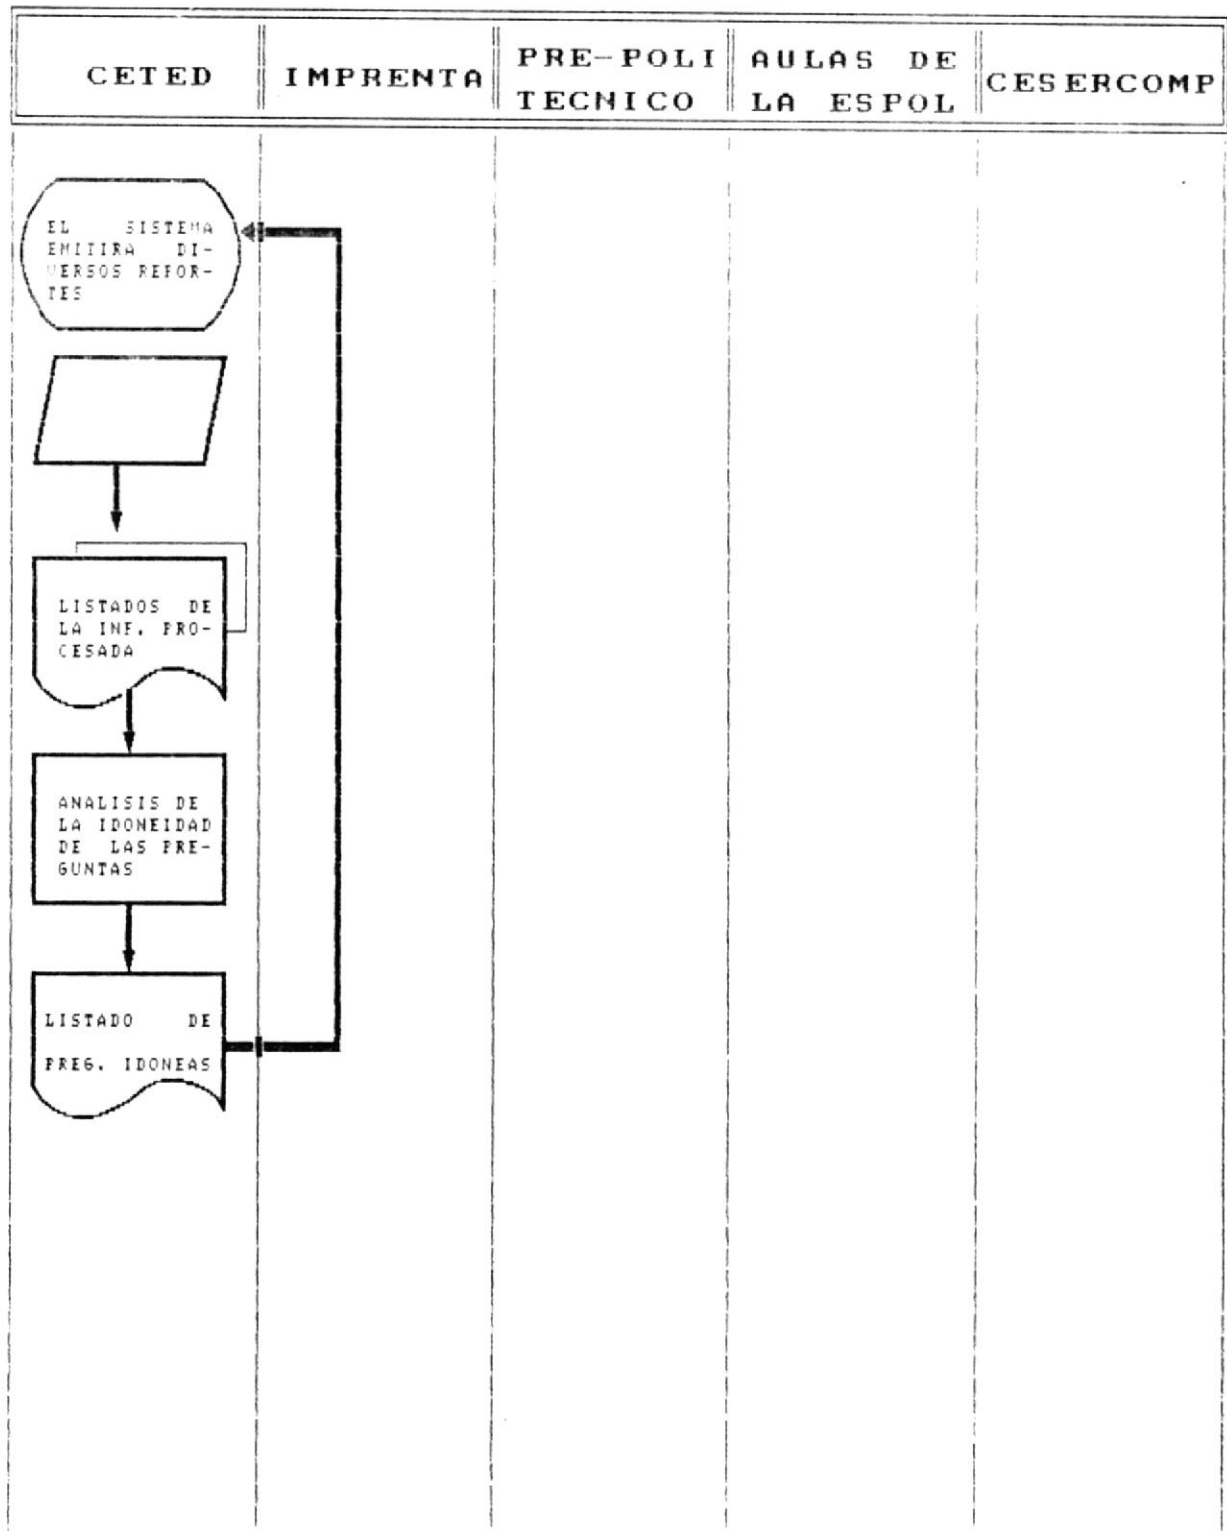 CETED
IMPRENTA
PRE-POLI
TECNICO
AULAS DE
LA ESPOL
CESERCOMP
EL SISTEMA
EMITIRA DI-
VERSOS REPOR-
TES
LISTADOS DE
LA INF. PRO-
CESADA
ANALISIS DE
LA IDONEIDAD
DE LAS PRE-
GUNTAS
LISTADO DE
PREG. IDONEAS